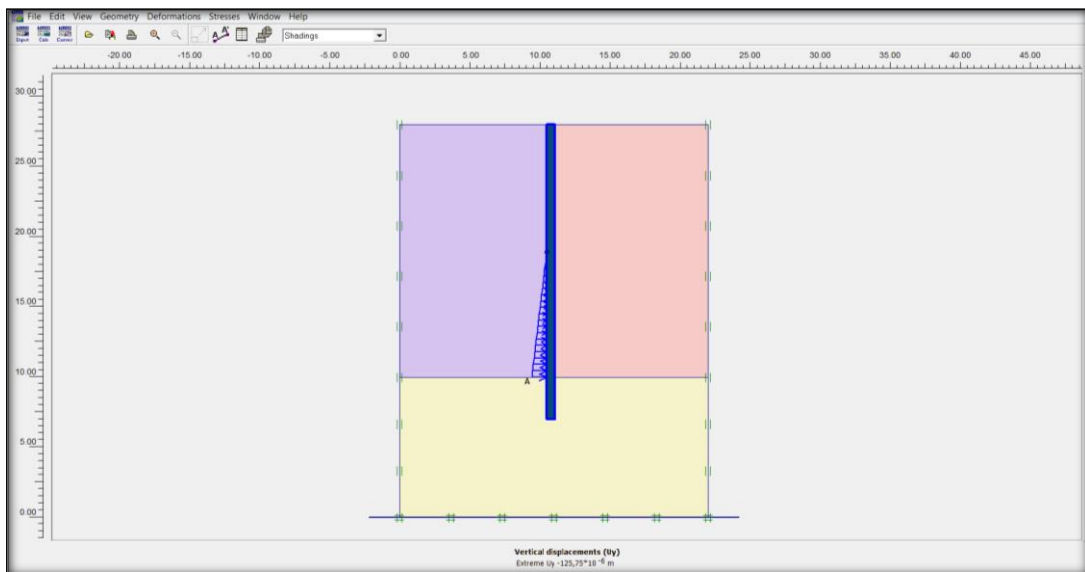 File Edit View Geometry Deformations Stresses Window Help
Input Calc Curves Shadings
-20.00 -15.00 -10.00 -5.00 0.00 5.00 10.00 15.00 20.00 25.00 30.00 35.00 40.00 45.00
30.00
25.00
20.00
15.00
10.00
A
5.00
0.00
Vertical displacements (Uy)
Extreme Uy -125,75*10 -6 m